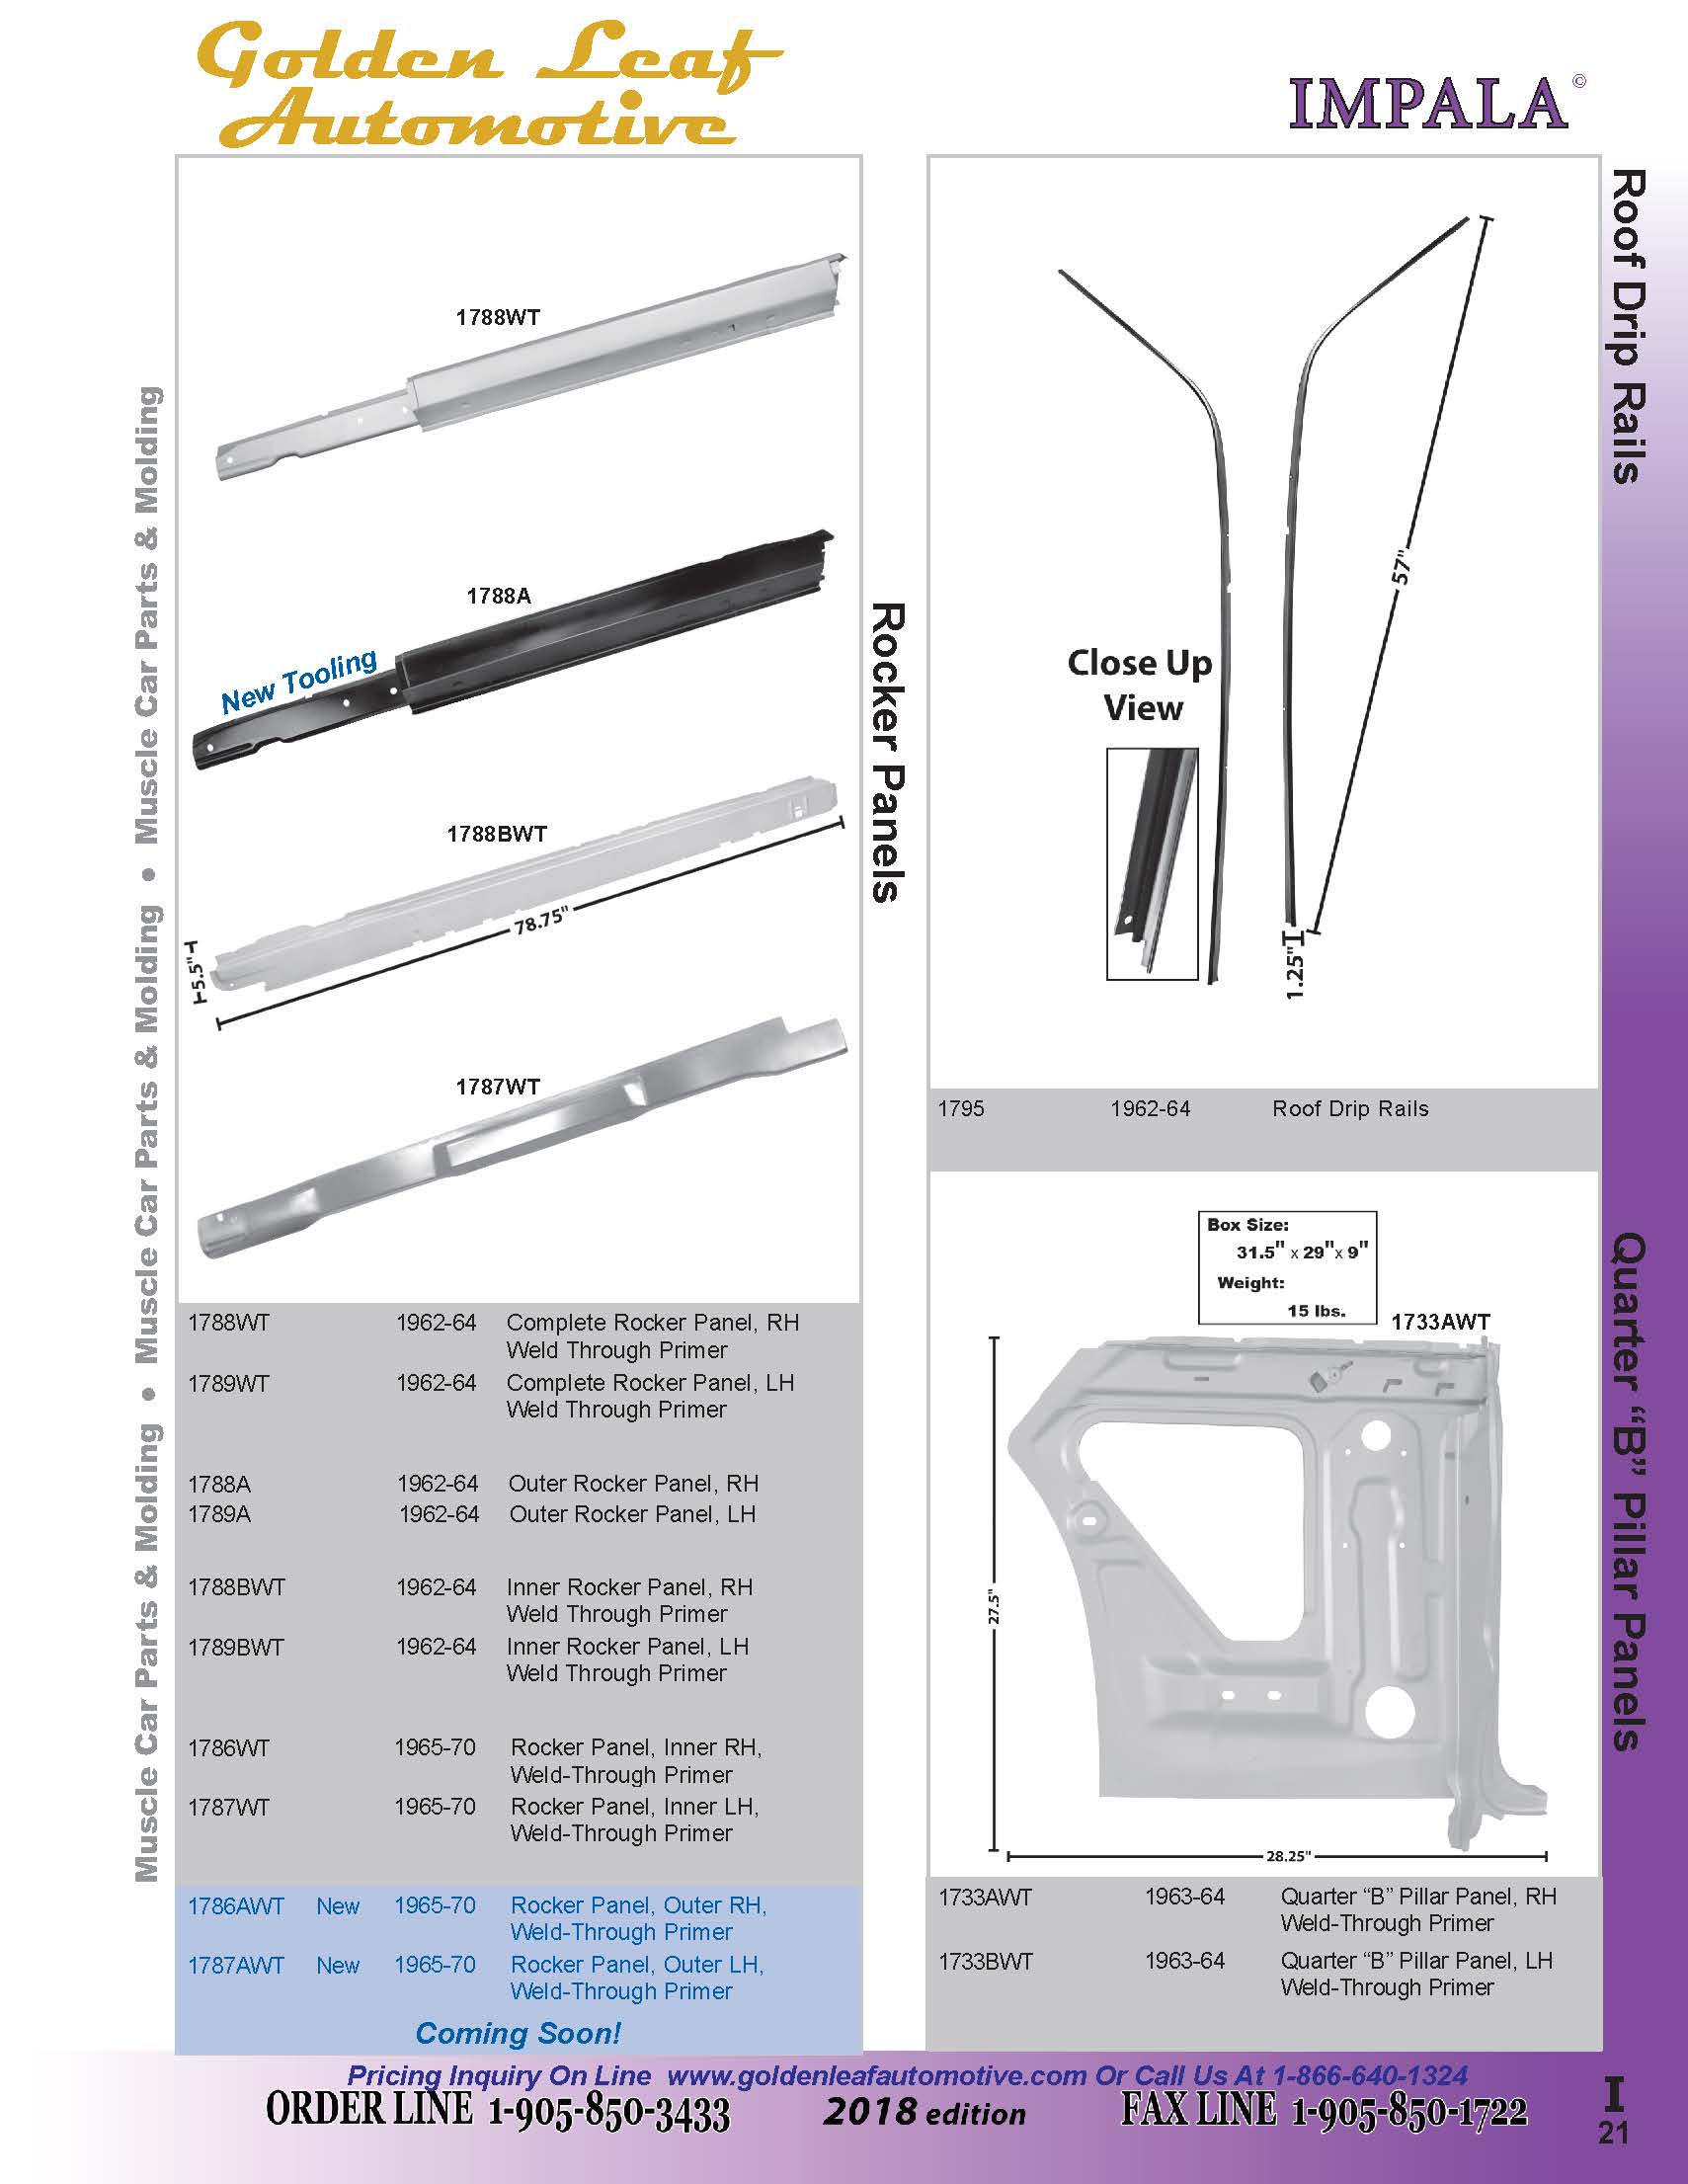 Golden Leaf
Automotive
IMPALA©
Muscle Car Parts & Molding • Muscle Car Parts & Molding • Muscle Car Parts & Molding
1788WT
1788A
New Tooling
1788BWT
78.75"
5.5"
1787WT
Rocker Panels
1788WT 1962-64 Complete Rocker Panel, RH
Weld Through Primer
1789WT 1962-64 Complete Rocker Panel, LH
Weld Through Primer
1788A 1962-64 Outer Rocker Panel, RH
1789A 1962-64 Outer Rocker Panel, LH
1788BWT 1962-64 Inner Rocker Panel, RH
Weld Through Primer
1789BWT 1962-64 Inner Rocker Panel, LH
Weld Through Primer
1786WT 1965-70 Rocker Panel, Inner RH,
Weld-Through Primer
1787WT 1965-70 Rocker Panel, Inner LH,
Weld-Through Primer
1786AWT New 1965-70 Rocker Panel, Outer RH,
Weld-Through Primer
1787AWT New 1965-70 Rocker Panel, Outer LH,
Weld-Through Primer
Coming Soon!
Roof Drip Rails
57"
Close Up
View
1.25"
1795 1962-64 Roof Drip Rails
Quarter “B” Pillar Panels
Box Size:
31.5" x 29"x 9"
Weight:
15 lbs.
1733AWT
27.5"
28.25"
1733AWT 1963-64 Quarter “B” Pillar Panel, RH
Weld-Through Primer
1733BWT 1963-64 Quarter “B” Pillar Panel, LH
Weld-Through Primer
Pricing Inquiry On Line www.goldenleafautomotive.com Or Call Us At 1-866-640-1324
ORDER LINE 1-905-850-3433 2018 edition FAX LINE 1-905-850-1722
I
21